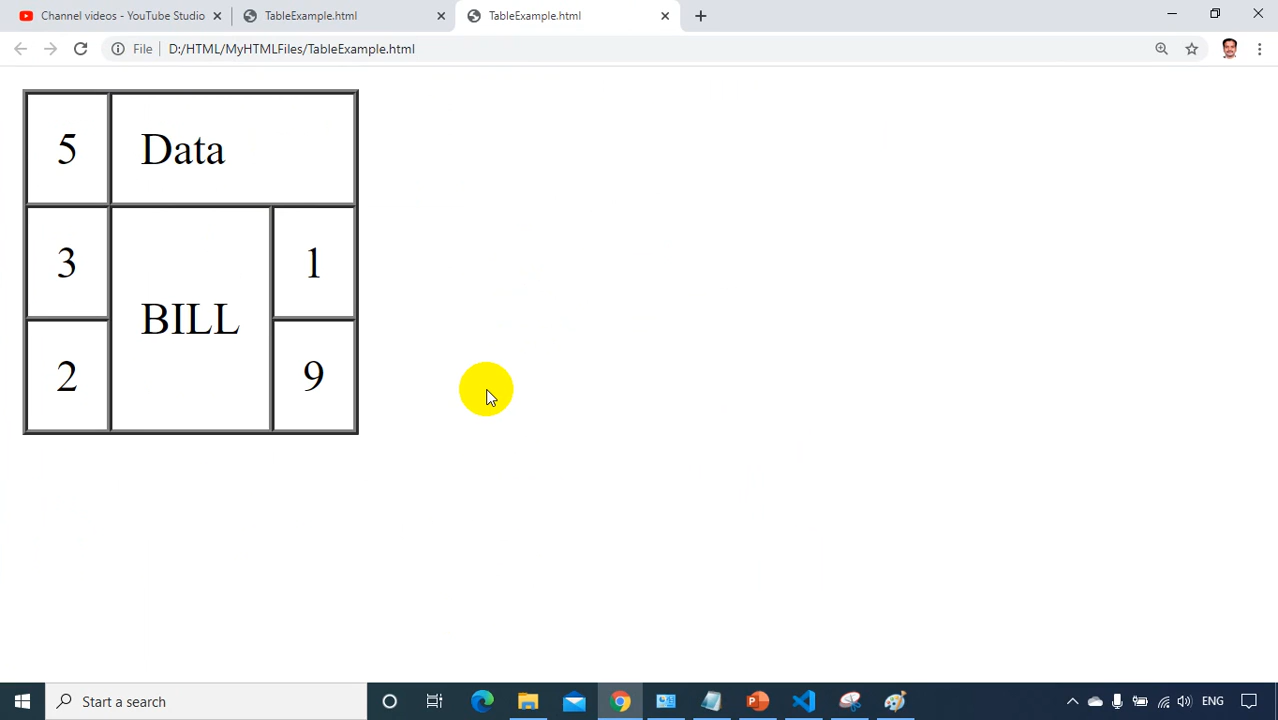 Channel videos - YouTube Studio
TableExample.html
TableExample.html
File
D:/HTML/MyHTMLFiles/TableExample.html
5 Data
3 1
BILL
2 9
Start a search
ENG